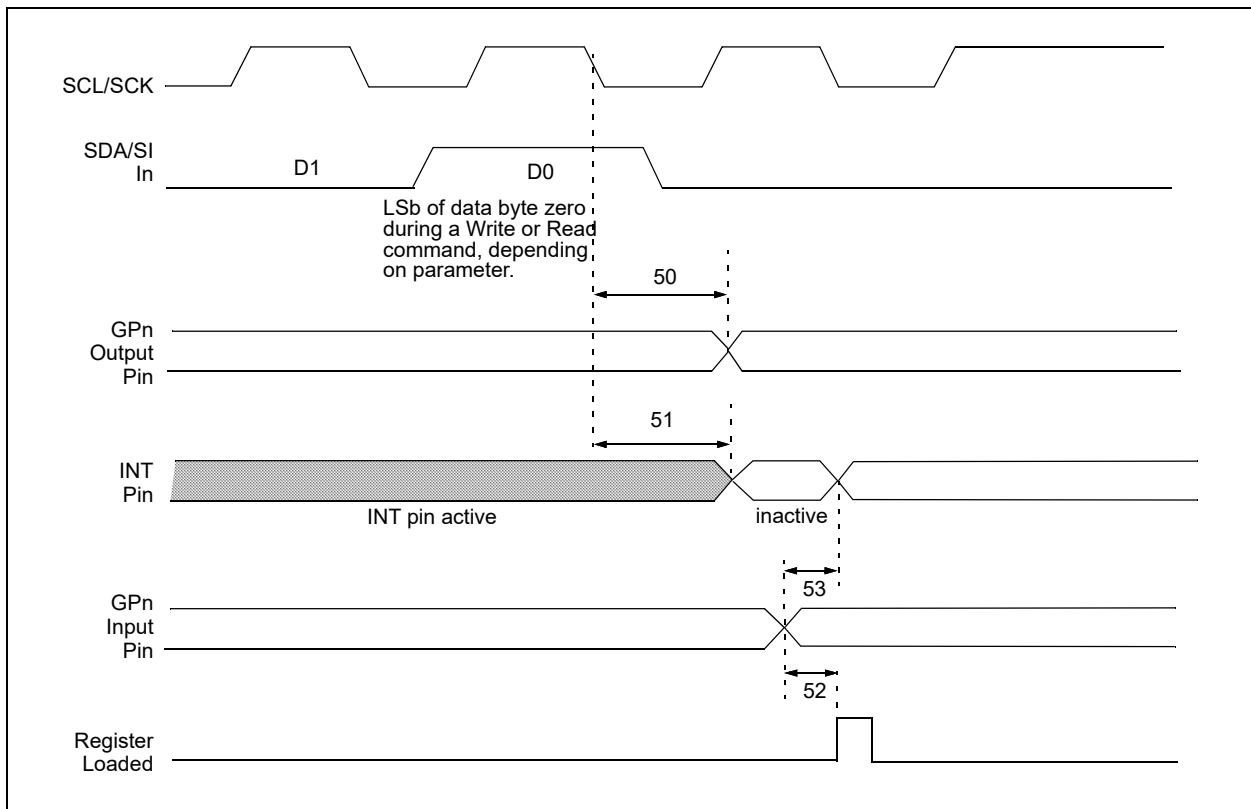 SCL/SCK
SDA/SI
In
D1
D0
LSb of data byte zero
during a Write or Read
command, depending
on parameter.
50
GPn
Output
Pin
51
INT
Pin
INT pin active
inactive
53
GPn
Input
Pin
52
Register
Loaded